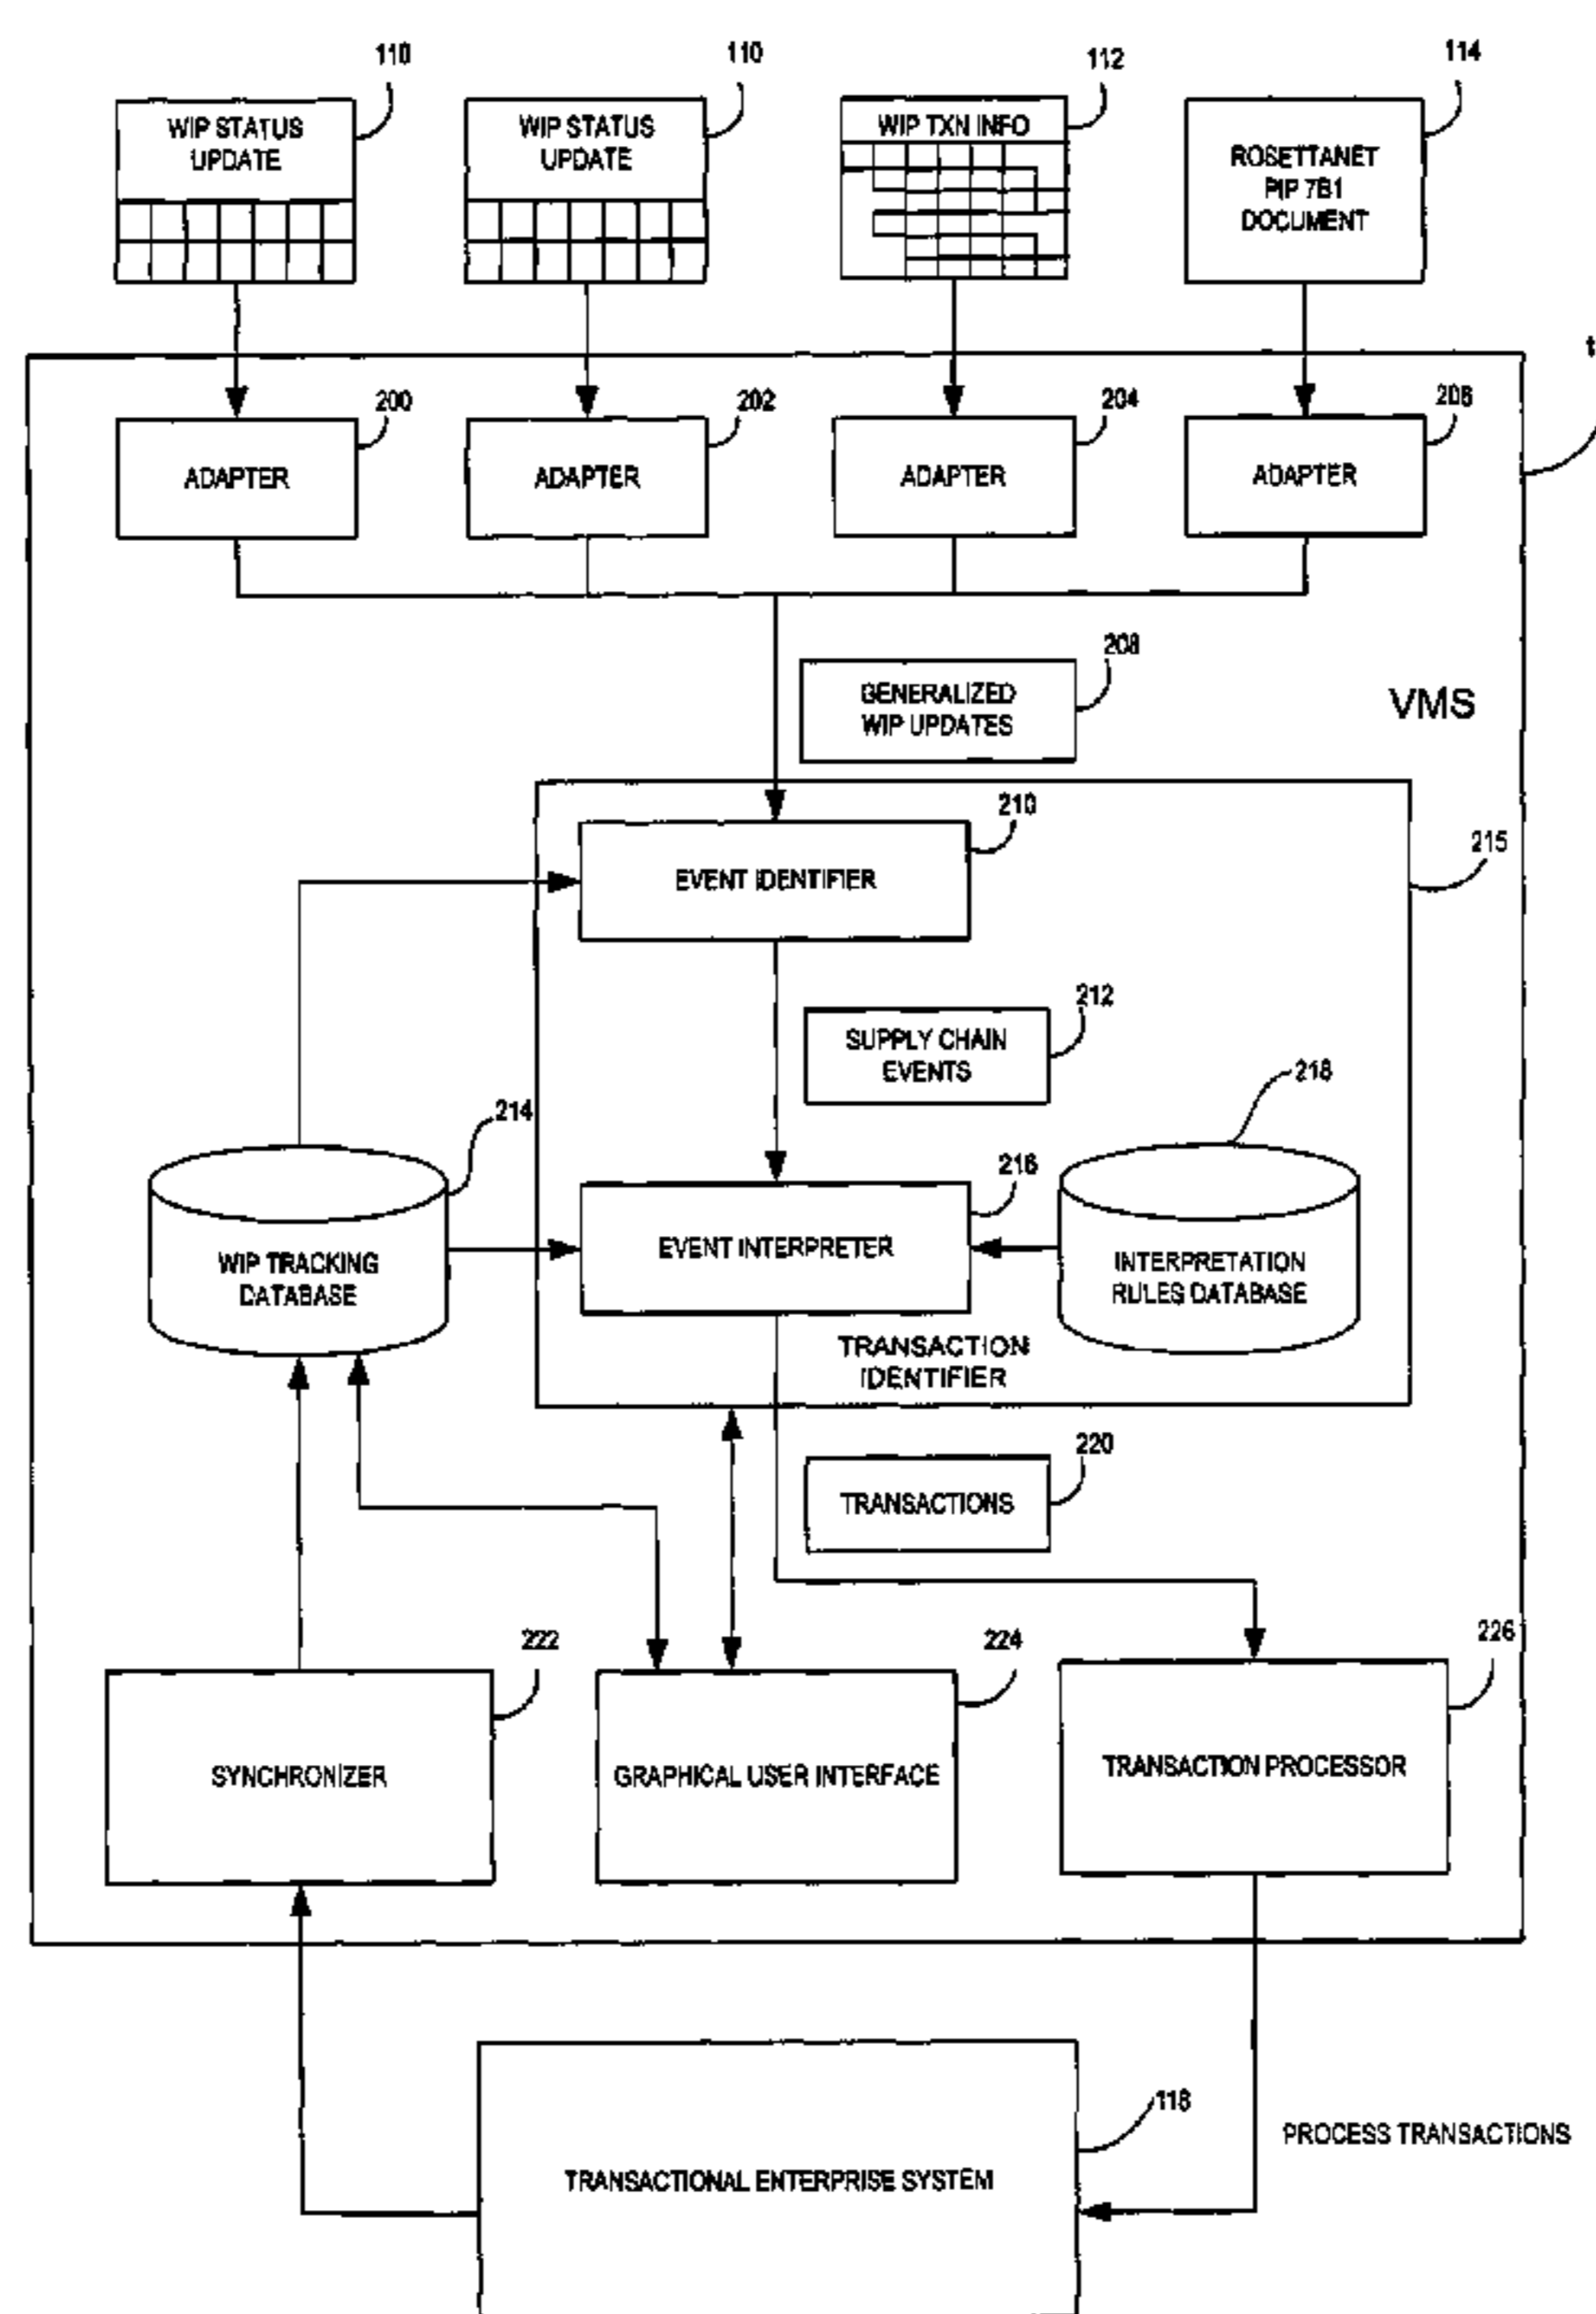 110
110
112
114
WIP STATUS
UPDATE
WIP STATUS
UPDATE
WIP TXN INFO
ROSETTANET
PIP 7B1
DOCUMENT
200
202
204
206
ADAPTER
ADAPTER
ADAPTER
ADAPTER
208
GENERALIZED
WIP UPDATES
VMS
210
215
EVENT IDENTIFIER
212
SUPPLY CHAIN
EVENTS
218
214
216
EVENT INTERPRETER
WIP TRACKING
DATABASE
INTERPRETATION
RULES DATABASE
TRANSACTION
IDENTIFIER
220
TRANSACTIONS
222
224
226
SYNCHRONIZER
GRAPHICAL USER INTERFACE
TRANSACTION PROCESSOR
118
PROCESS TRANSACTIONS
TRANSACTIONAL ENTERPRISE SYSTEM